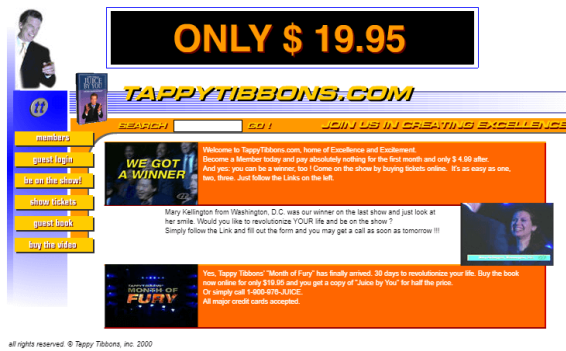 ONLY $ 19.95
JUICE
BY YOU
TAPPYTIBBONS.COM
tt
SEARCH GO !
JOIN US IN CREATING EXCELLENCE
members
guest login
be on the show!
show tickets
guest book
buy the video
WE GOT
A WINNER
Welcome to TappyTibbons.com, home of Excellence and Excitement.
Become a Member today and pay absolutely nothing for the first month and only $ 4.99 after.
And yes: you can be a winner, too ! Come on the show by buying tickets online. It's as easy as one,
two, three. Just follow the Links on the left.
Mary Kellington from Washington, D.C. was our winner on the last show and just look at
her smile. Would you like to revolutionize YOUR life and be on the show ?
Simply follow the Link and fill out the form and you may get a call as soon as tomorrow !!!
MONTH OF
FURY
Yes, Tappy Tibbons' "Month of Fury" has finally arrived. 30 days to revolutionize your life. Buy the book
now online for only $19.95 and you get a copy of "Juice by You" for half the price.
Or simply call 1-900-976-JUICE.
All major credit cards accepted.
all rights reserved. © Tappy Tibbons, inc. 2000